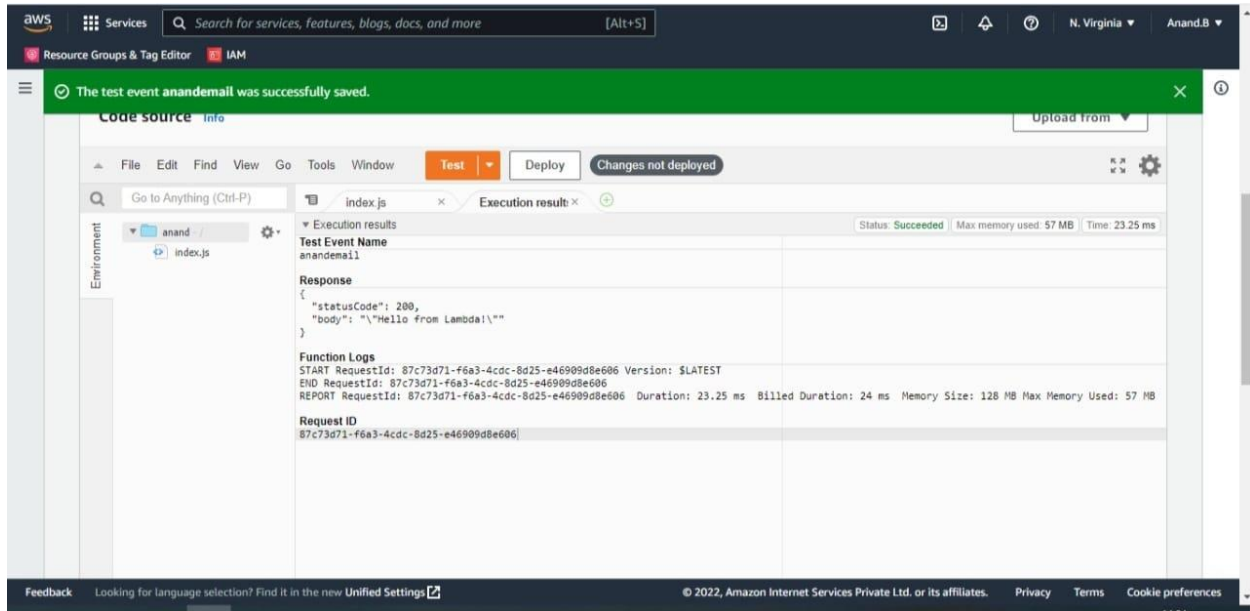 aws Services Search for services, features, blogs, docs, and more [Alt+S] N. Virginia Anand.B
Resource Groups & Tag Editor IAM
The test event anandemail was successfully saved.
Code source Info Upload from
File Edit Find View Go Tools Window Test Deploy Changes not deployed
Go to Anything (Ctrl-P) index.js × Execution result: ×
Environment
anand - /
index.js
Execution results Status: Succeeded Max memory used: 57 MB Time: 23.25 ms
Test Event Name
anandemail
Response
{
"statusCode": 200,
"body": "\"Hello from Lambda!\""
}
Function Logs
START RequestId: 87c73d71-f6a3-4cdc-8d25-e46909d8e606 Version: $LATEST
END RequestId: 87c73d71-f6a3-4cdc-8d25-e46909d8e606
REPORT RequestId: 87c73d71-f6a3-4cdc-8d25-e46909d8e606 Duration: 23.25 ms Billed Duration: 24 ms Memory Size: 128 MB Max Memory Used: 57 MB
Request ID
87c73d71-f6a3-4cdc-8d25-e46909d8e606
Feedback Looking for language selection? Find it in the new Unified Settings © 2022, Amazon Internet Services Private Ltd. or its affiliates. Privacy Terms Cookie preferences